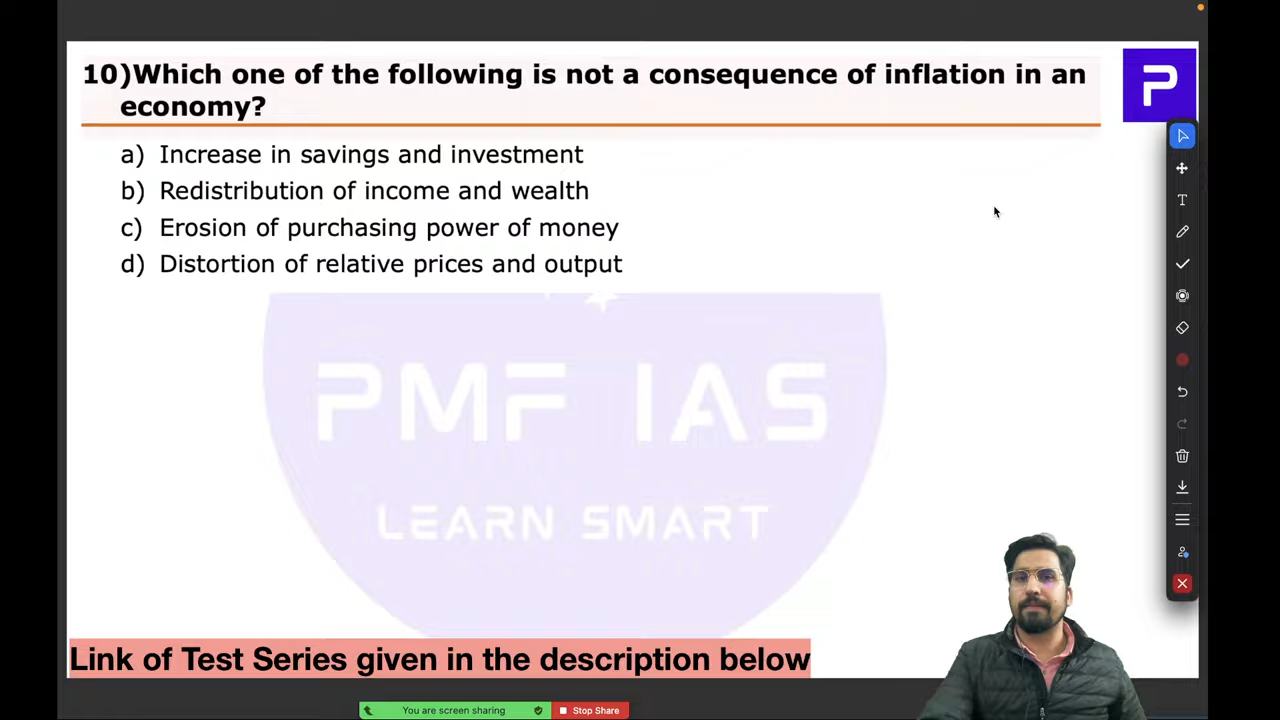 10)Which one of the following is not a consequence of inflation in an
economy?
P
a) Increase in savings and investment
b) Redistribution of income and wealth
c) Erosion of purchasing power of money
d) Distortion of relative prices and output
T
PMF IAS
LEARN SMART
Link of Test Series given in the description below
You are screen sharing
Stop Share